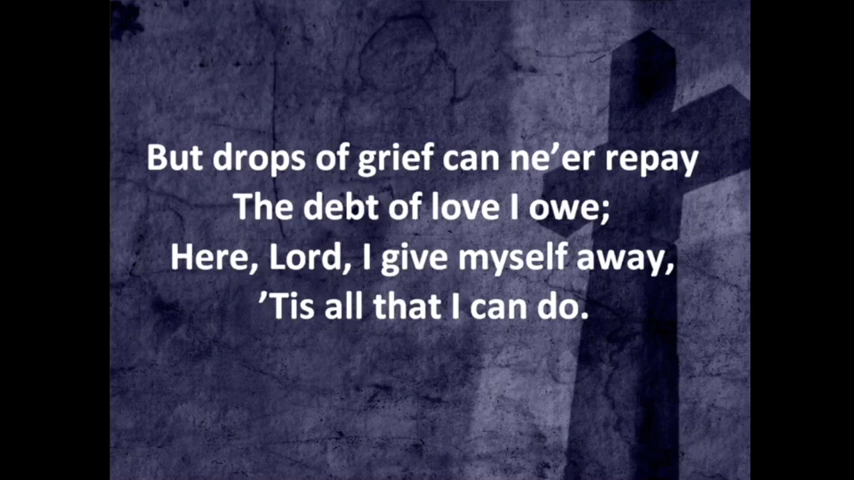 But drops of grief can ne’er repay
The debt of love I owe;
Here, Lord, I give myself away,
’Tis all that I can do.